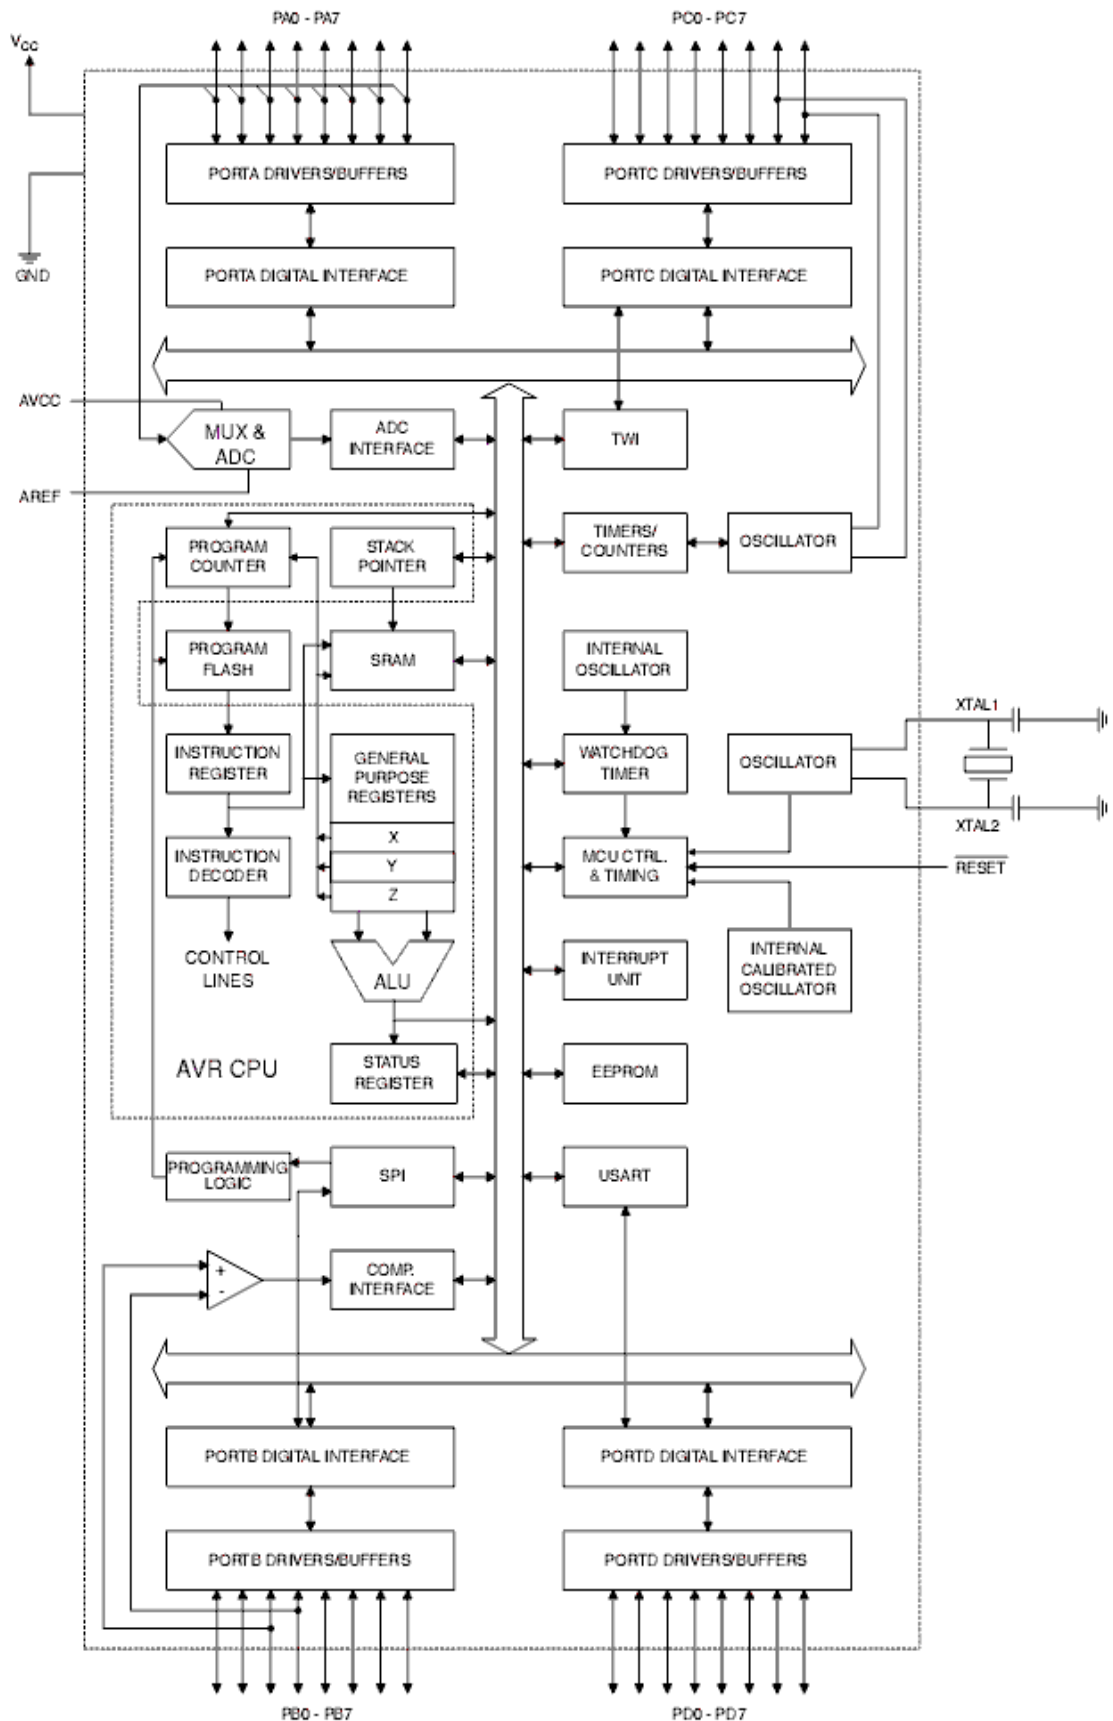 PA0 - PA7
PC0 - PC7
VCC
PORTA DRIVERS/BUFFERS
PORTC DRIVERS/BUFFERS
GND
PORTA DIGITAL INTERFACE
PORTC DIGITAL INTERFACE
AVCC
MUX &
ADC
ADC
INTERFACE
TWI
AREF
PROGRAM
COUNTER
STACK
POINTER
TIMERS/
COUNTERS
OSCILLATOR
PROGRAM
FLASH
SRAM
INTERNAL
OSCILLATOR
XTAL1
INSTRUCTION
REGISTER
GENERAL
PURPOSE
REGISTERS
WATCHDOG
TIMER
OSCILLATOR
XTAL2
X
INSTRUCTION
DECODER
Y
Z
MCU CTRL.
& TIMING
RESET
CONTROL
LINES
ALU
INTERRUPT
UNIT
INTERNAL
CALIBRATED
OSCILLATOR
AVR CPU
STATUS
REGISTER
EEPROM
PROGRAMMING
LOGIC
SPI
USART
+
-
COMP.
INTERFACE
PORTB DIGITAL INTERFACE
PORTD DIGITAL INTERFACE
PORTB DRIVERS/BUFFERS
PORTD DRIVERS/BUFFERS
PB0 - PB7
PD0 - PD7